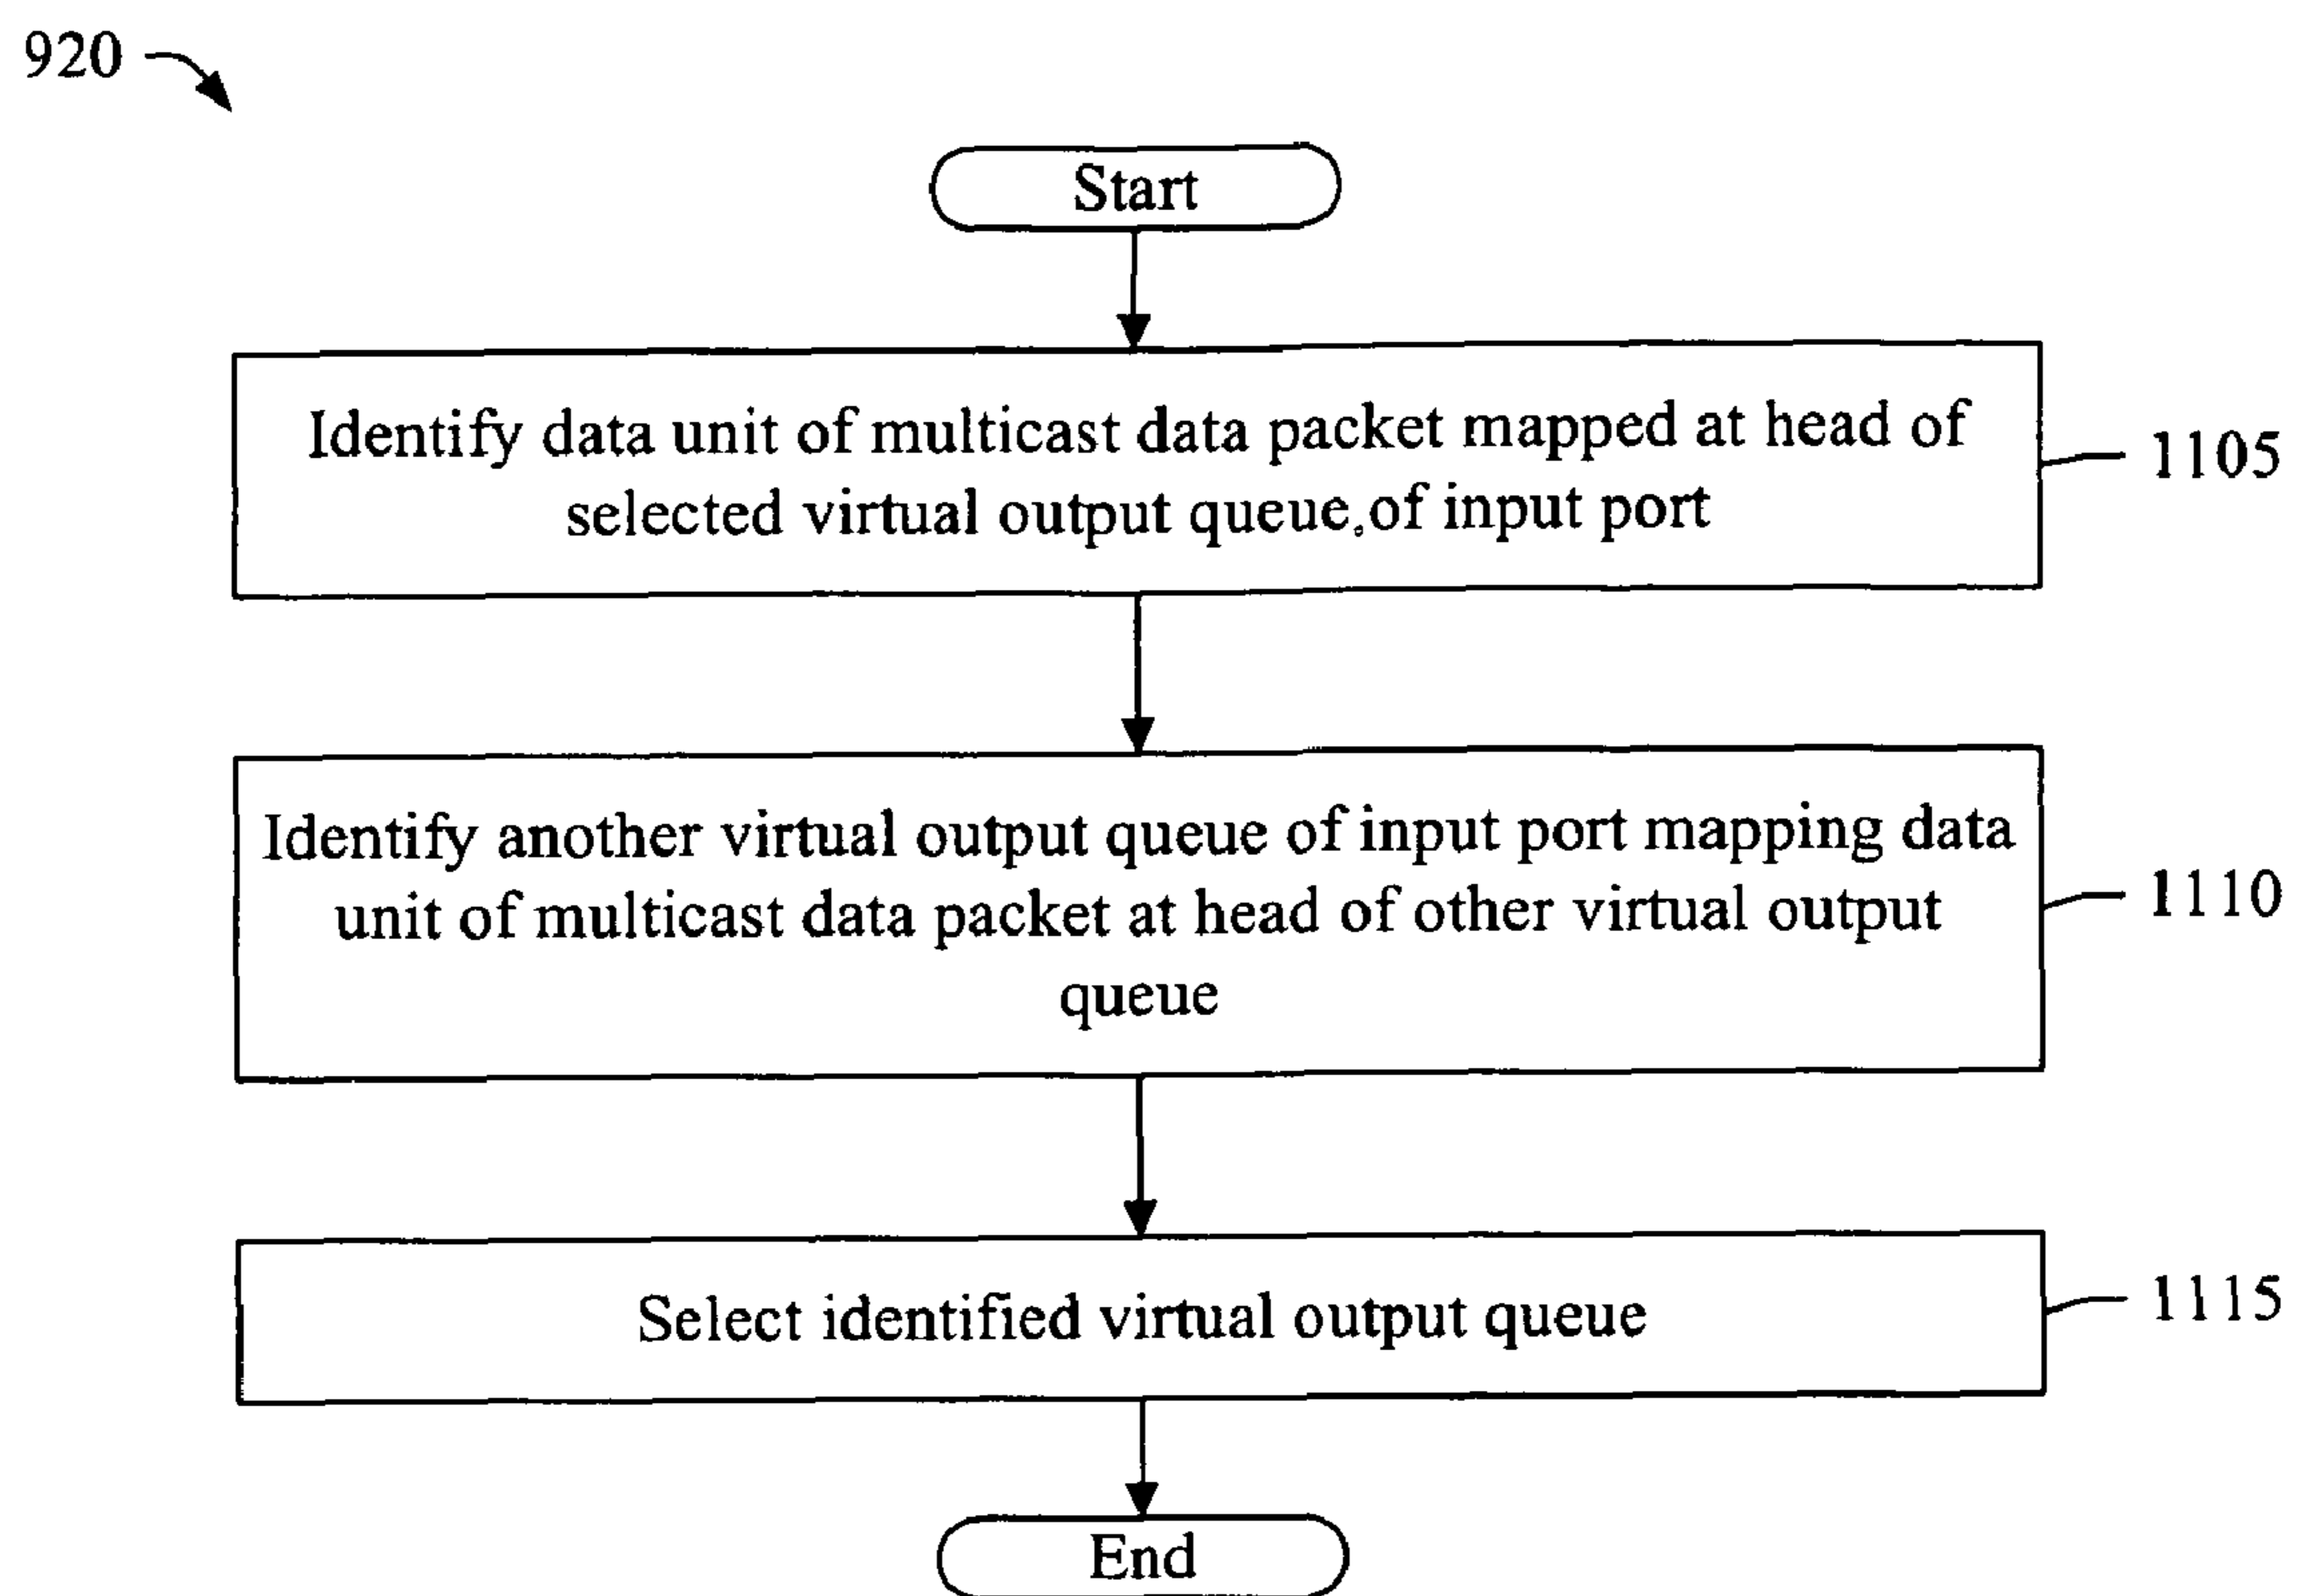 920
Start
Identify data unit of multicast data packet mapped at head of
selected virtual output queue of input port
1105
Identify another virtual output queue of input port mapping data
unit of multicast data packet at head of other virtual output
queue
1110
Select identified virtual output queue
1115
End